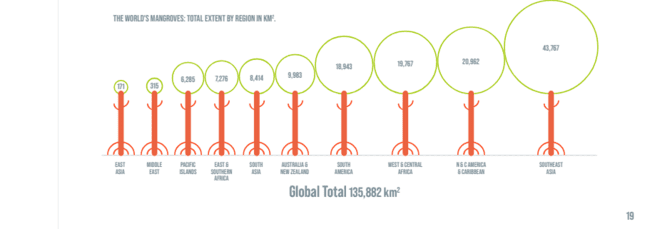 THE WORLD'S MANGROVES: TOTAL EXTENT BY REGION IN KM².
171
315
6,285
7,276
8,414
9,983
18,943
19,767
20,962
43,767
EAST
ASIA
MIDDLE
EAST
PACIFIC
ISLANDS
EAST &
SOUTHERN
AFRICA
SOUTH
ASIA
AUSTRALIA &
NEW ZEALAND
SOUTH
AMERICA
WEST & CENTRAL
AFRICA
N & C AMERICA
& CARIBBEAN
SOUTHEAST
ASIA
Global Total 135,882 km²
19